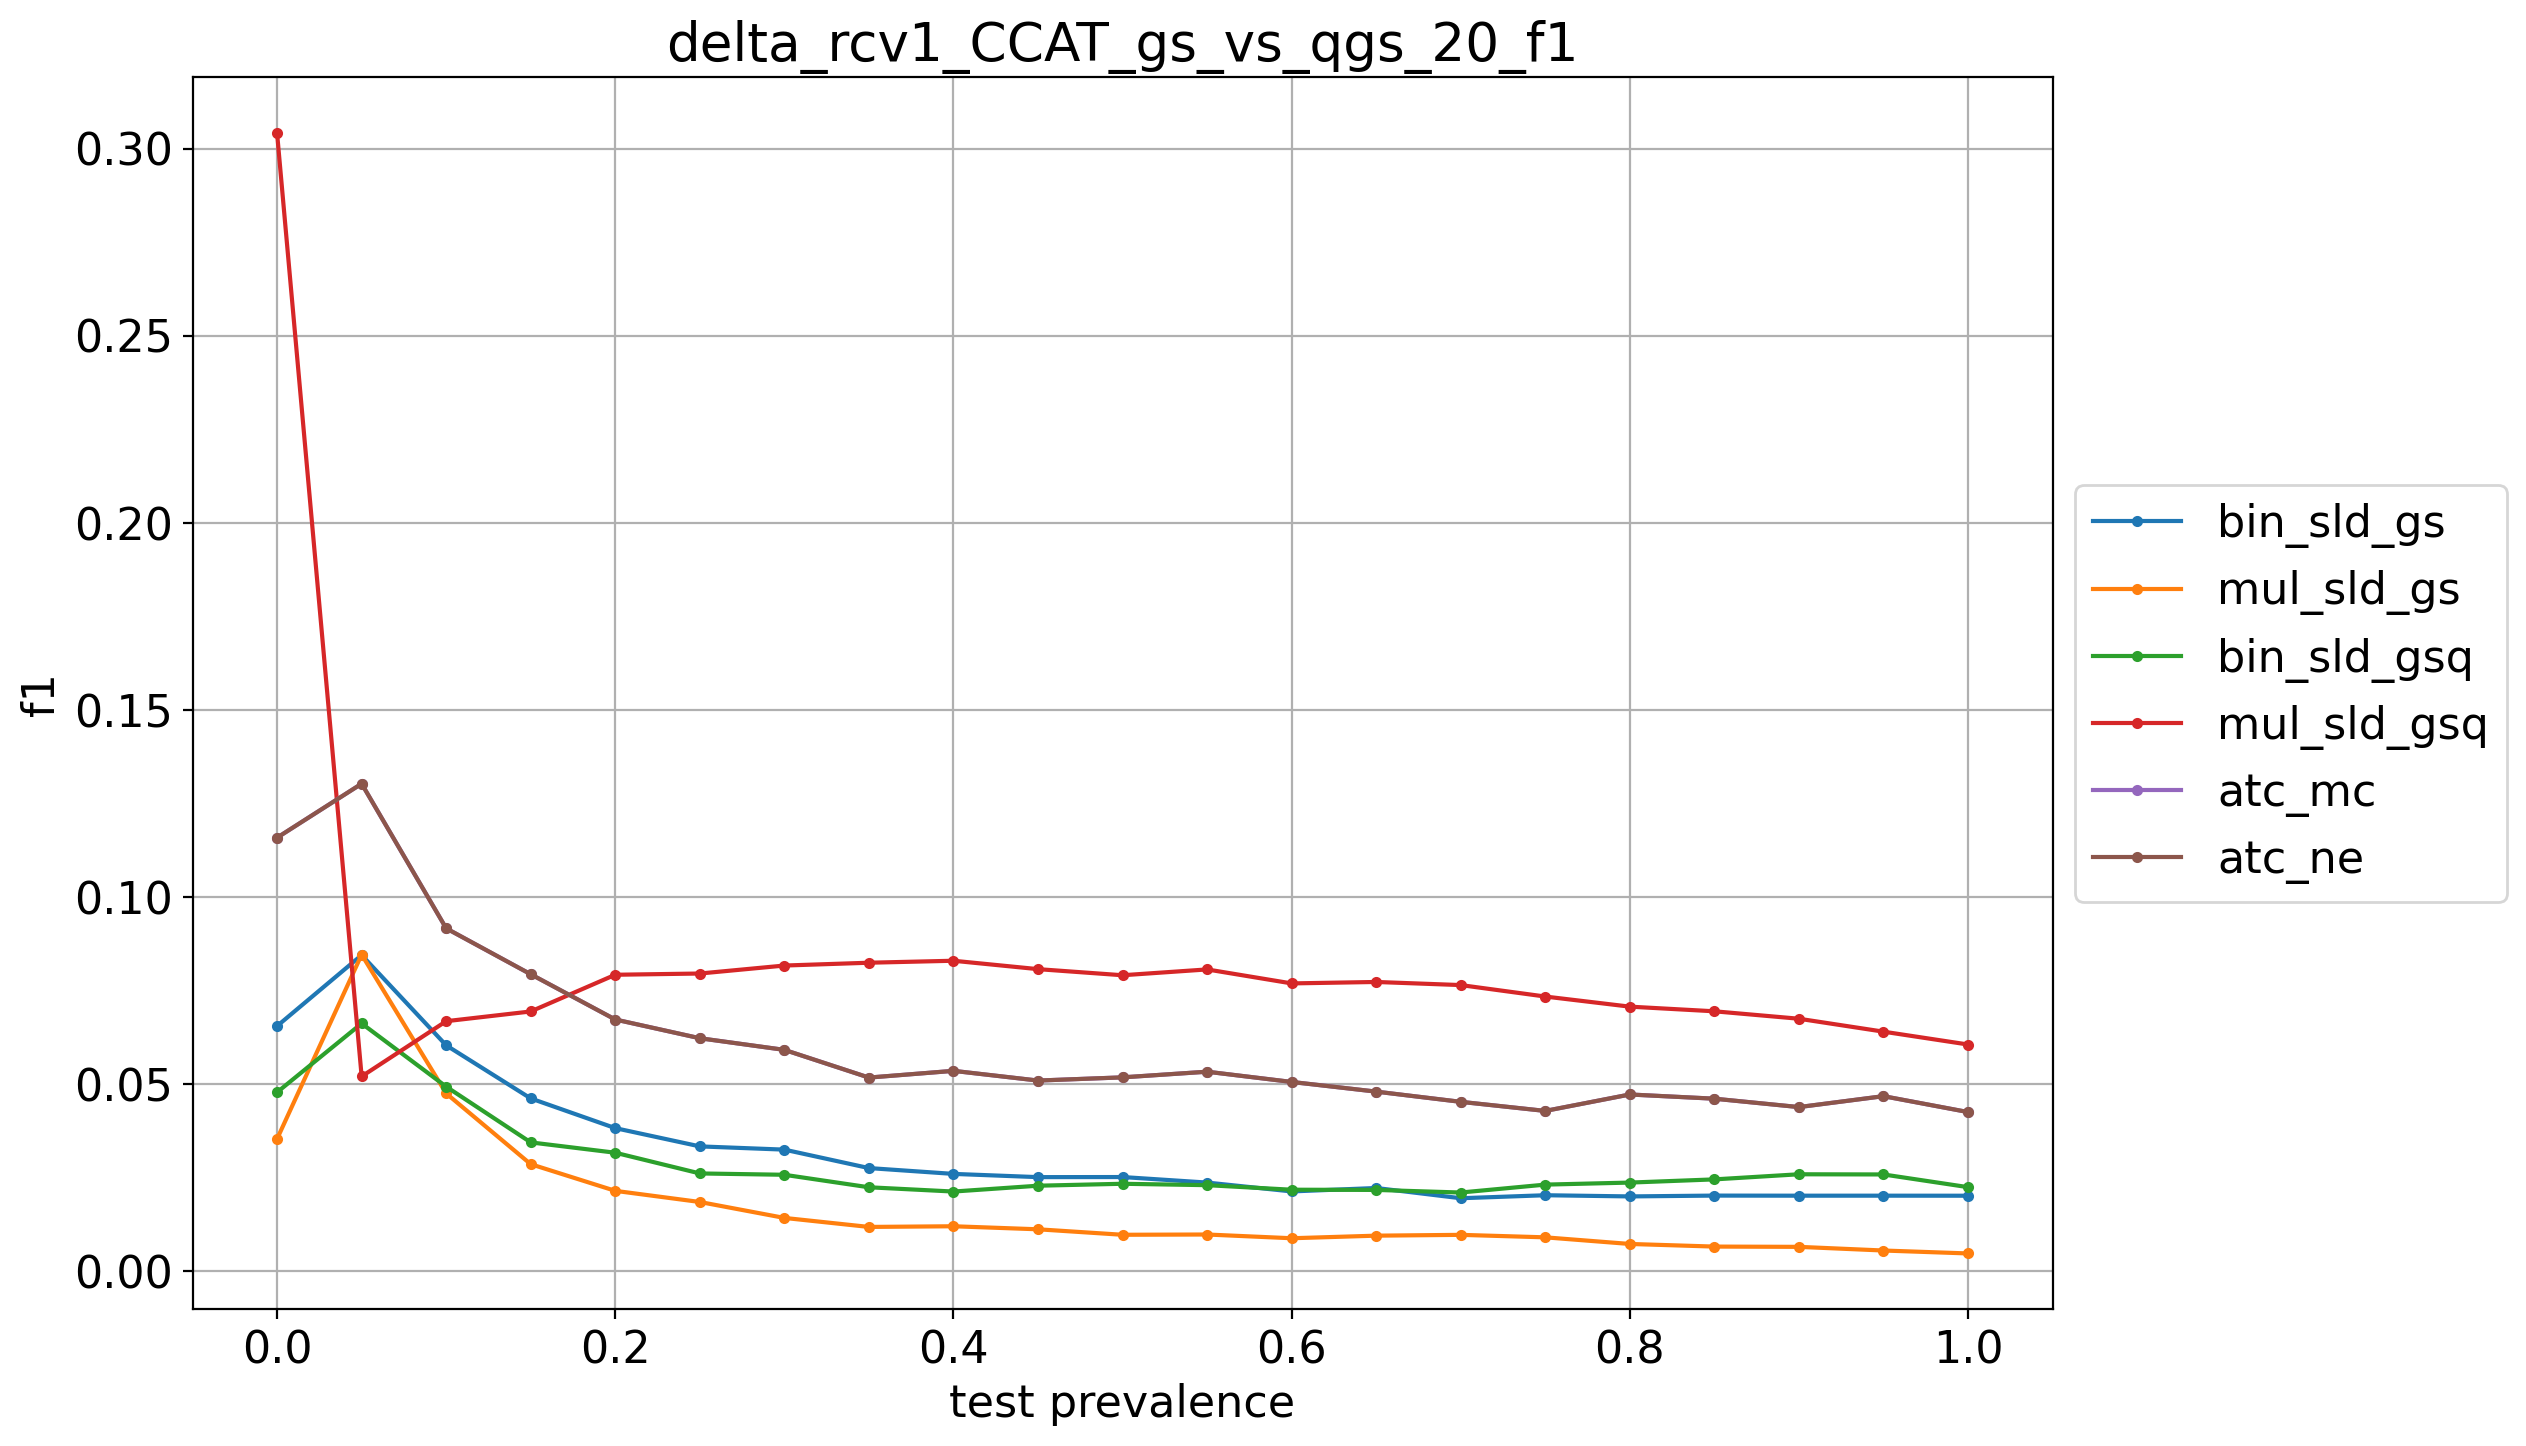 delta_rcv1_CCAT_gs_vs_qgs_20_f1
0.30
0.25
0.20
0.15
0.10
0.05
0.00
f1
0.0 0.2 0.4 0.6 0.8 1.0
test prevalence
bin_sld_gs
mul_sld_gs
bin_sld_gsq
mul_sld_gsq
atc_mc
atc_ne